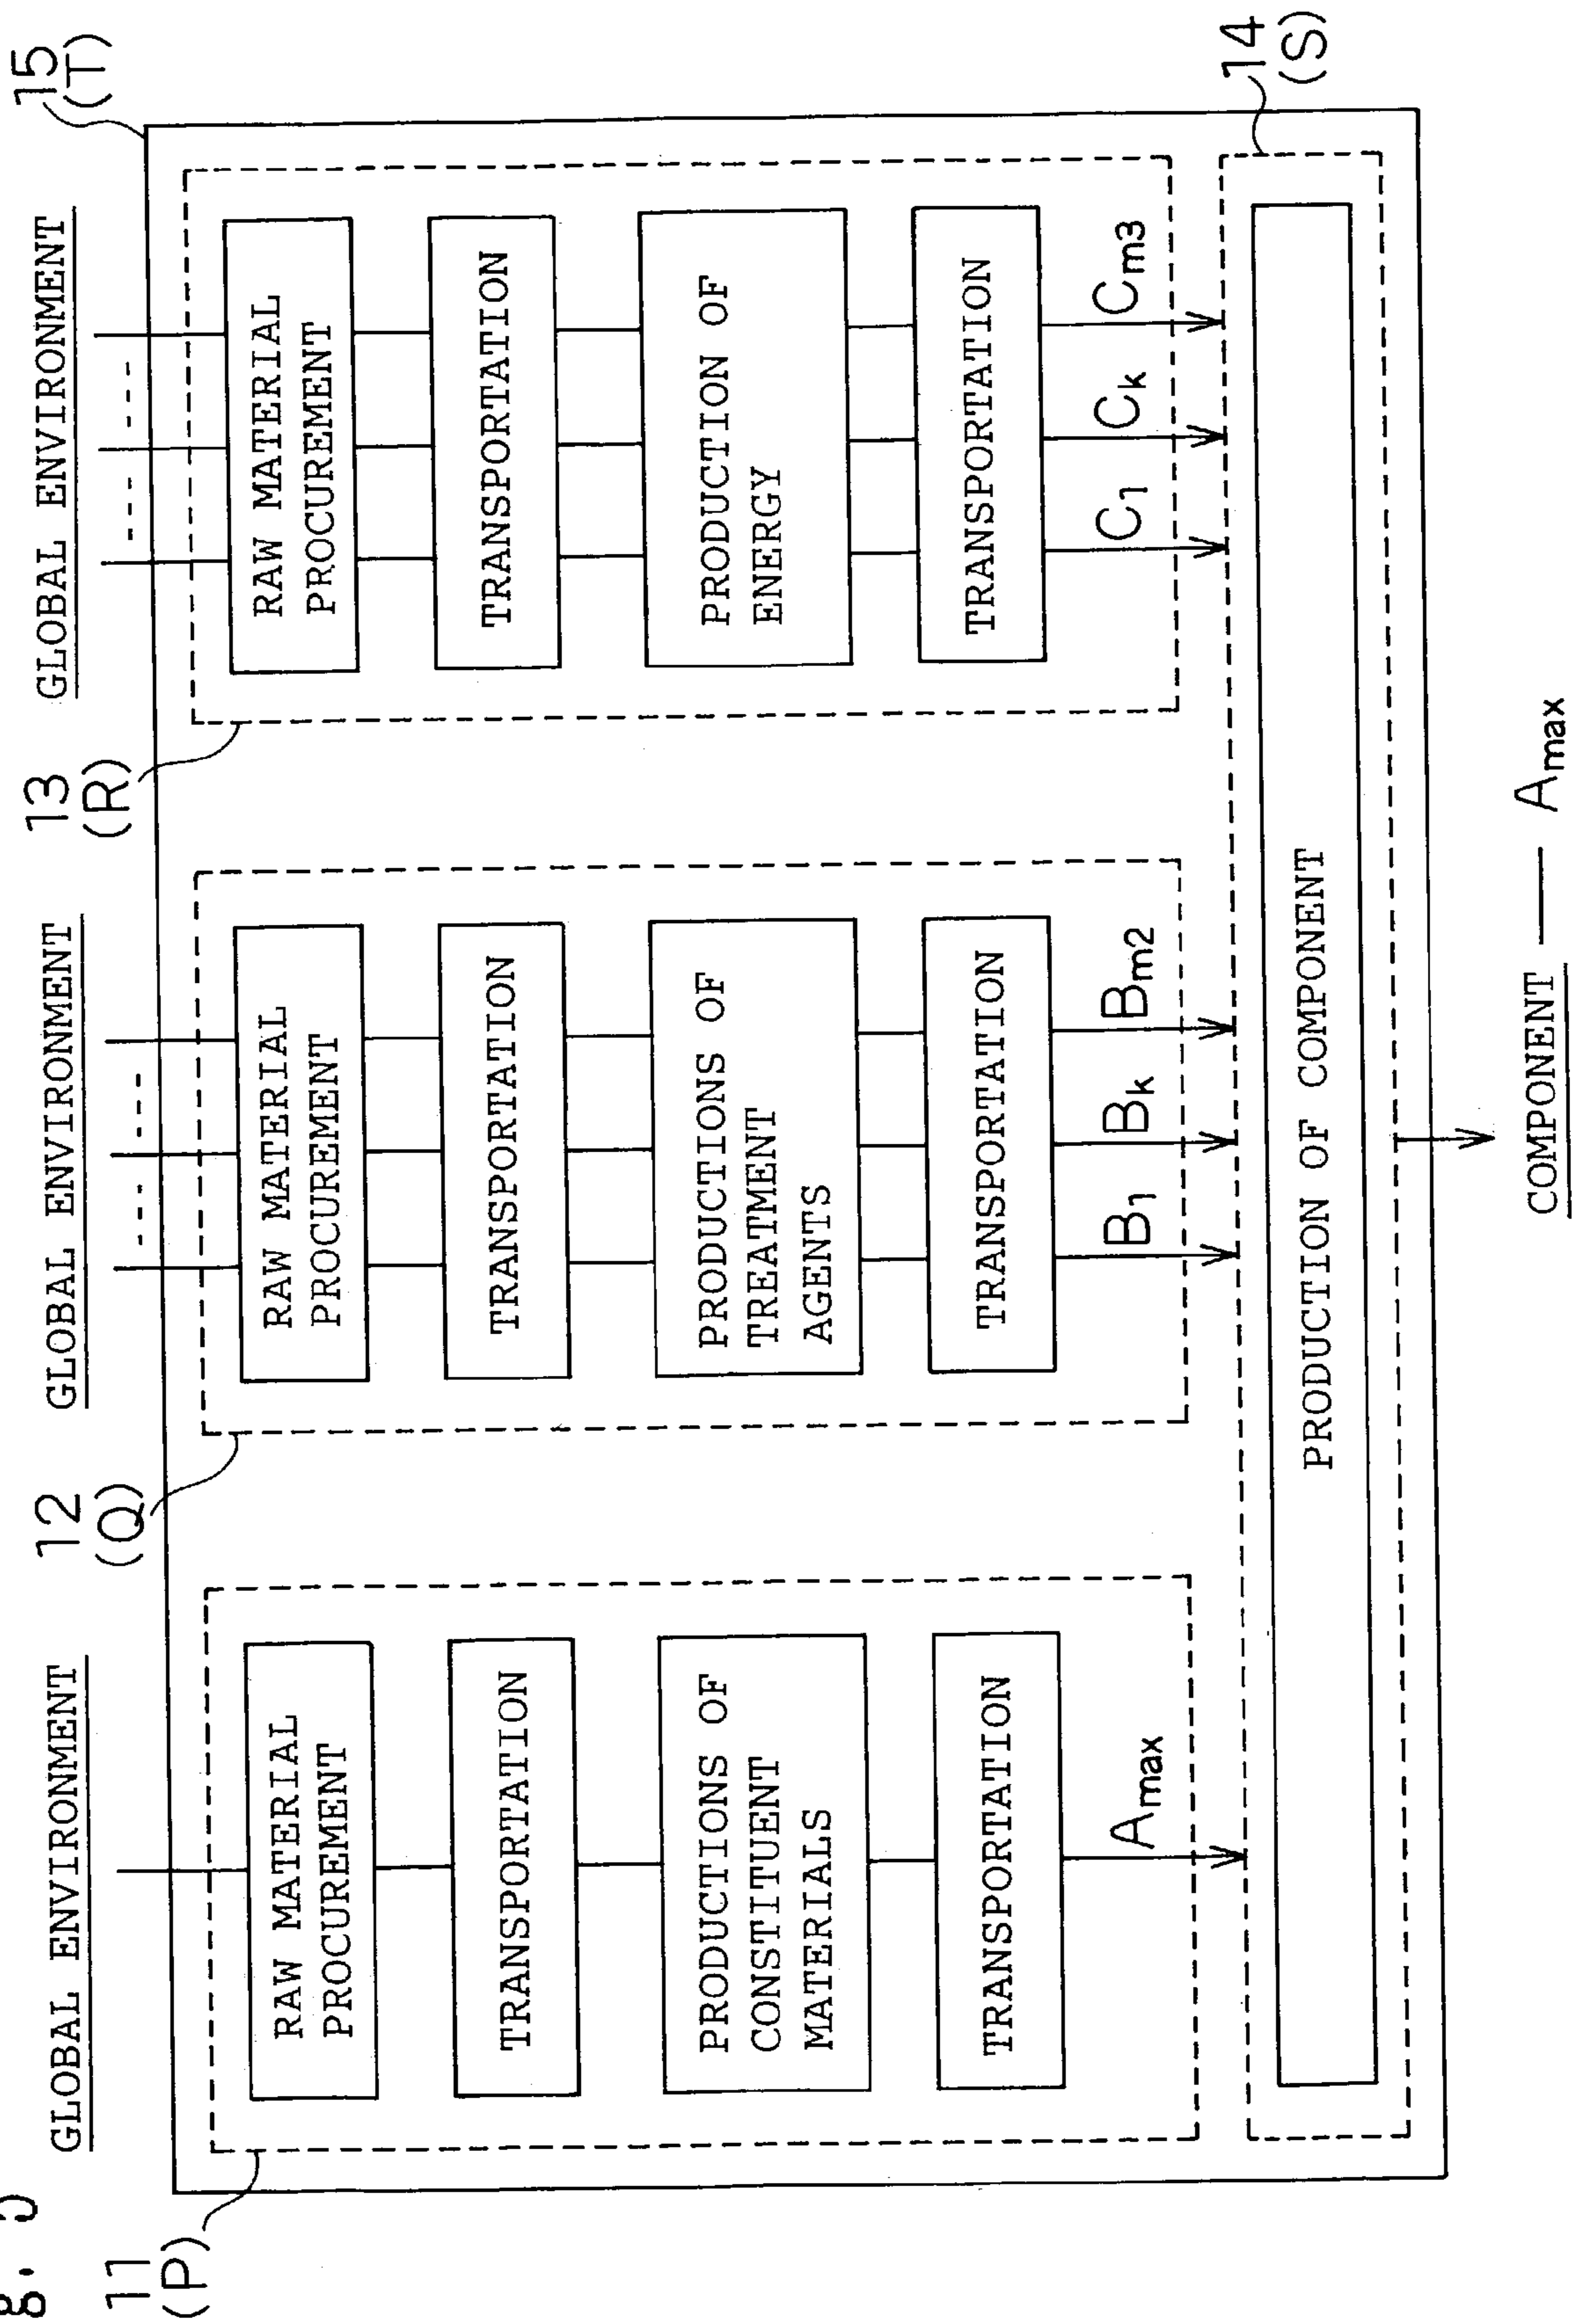 15
(T)
GLOBAL ENVIRONMENT
GLOBAL ENVIRONMENT
GLOBAL ENVIRONMENT
11
(P)
12
(Q)
13
(R)
RAW MATERIAL
PROCUREMENT
TRANSPORTATION
PRODUCTIONS OF
CONSTITUENT
MATERIALS
TRANSPORTATION
Amax
RAW MATERIAL
PROCUREMENT
TRANSPORTATION
PRODUCTIONS OF
TREATMENT
AGENTS
TRANSPORTATION
B1
Bk
Bm2
RAW MATERIAL
PROCUREMENT
TRANSPORTATION
PRODUCTION OF
ENERGY
TRANSPORTATION
C1
Ck
Cm3
14
(S)
PRODUCTION OF COMPONENT
COMPONENT — Amax